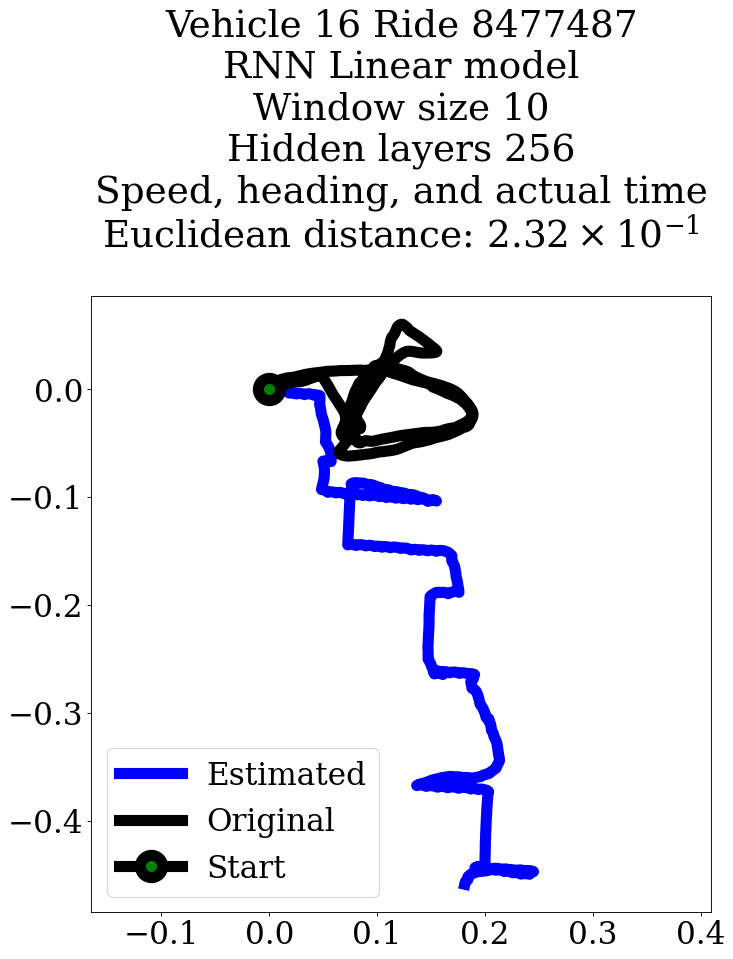 Vehicle 16 Ride 8477487
RNN Linear model
Window size 10
Hidden layers 256
Speed, heading, and actual time
Euclidean distance: 2.32 × 10⁻¹
0.0
−0.1
−0.2
−0.3
−0.4
Estimated
Original
Start
−0.1 0.0 0.1 0.2 0.3 0.4